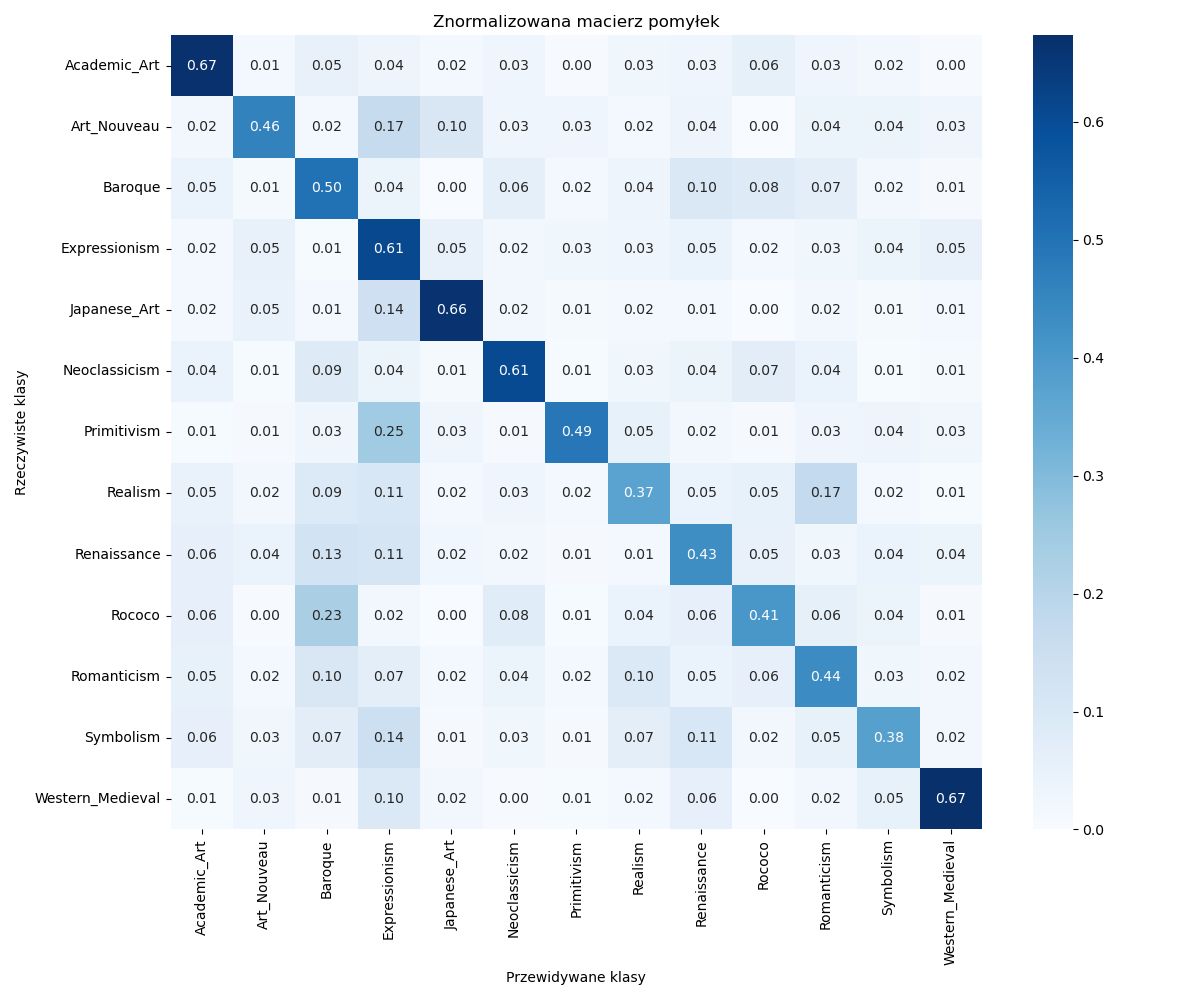 Znormalizowana macierz pomyłek
Academic_Art 0.67 0.01 0.05 0.04 0.02 0.03 0.00 0.03 0.03 0.06 0.03 0.02 0.00
Art_Nouveau 0.02 0.46 0.02 0.17 0.10 0.03 0.03 0.02 0.04 0.00 0.04 0.04 0.03
Baroque 0.05 0.01 0.50 0.04 0.00 0.06 0.02 0.04 0.10 0.08 0.07 0.02 0.01
Expressionism 0.02 0.05 0.01 0.61 0.05 0.02 0.03 0.03 0.05 0.02 0.03 0.04 0.05
Japanese_Art 0.02 0.05 0.01 0.14 0.66 0.02 0.01 0.02 0.01 0.00 0.02 0.01 0.01
Neoclassicism 0.04 0.01 0.09 0.04 0.01 0.61 0.01 0.03 0.04 0.07 0.04 0.01 0.01
Primitivism 0.01 0.01 0.03 0.25 0.03 0.01 0.49 0.05 0.02 0.01 0.03 0.04 0.03
Realism 0.05 0.02 0.09 0.11 0.02 0.03 0.02 0.37 0.05 0.05 0.17 0.02 0.01
Renaissance 0.06 0.04 0.13 0.11 0.02 0.02 0.01 0.01 0.43 0.05 0.03 0.04 0.04
Rococo 0.06 0.00 0.23 0.02 0.00 0.08 0.01 0.04 0.06 0.41 0.06 0.04 0.01
Romanticism 0.05 0.02 0.10 0.07 0.02 0.04 0.02 0.10 0.05 0.06 0.44 0.03 0.02
Symbolism 0.06 0.03 0.07 0.14 0.01 0.03 0.01 0.07 0.11 0.02 0.05 0.38 0.02
Western_Medieval 0.01 0.03 0.01 0.10 0.02 0.00 0.01 0.02 0.06 0.00 0.02 0.05 0.67
Rzeczywiste klasy
Academic_Art
Art_Nouveau
Baroque
Expressionism
Japanese_Art
Neoclassicism
Primitivism
Realism
Renaissance
Rococo
Romanticism
Symbolism
Western_Medieval
Przewidywane klasy
0.6
0.5
0.4
0.3
0.2
0.1
0.0